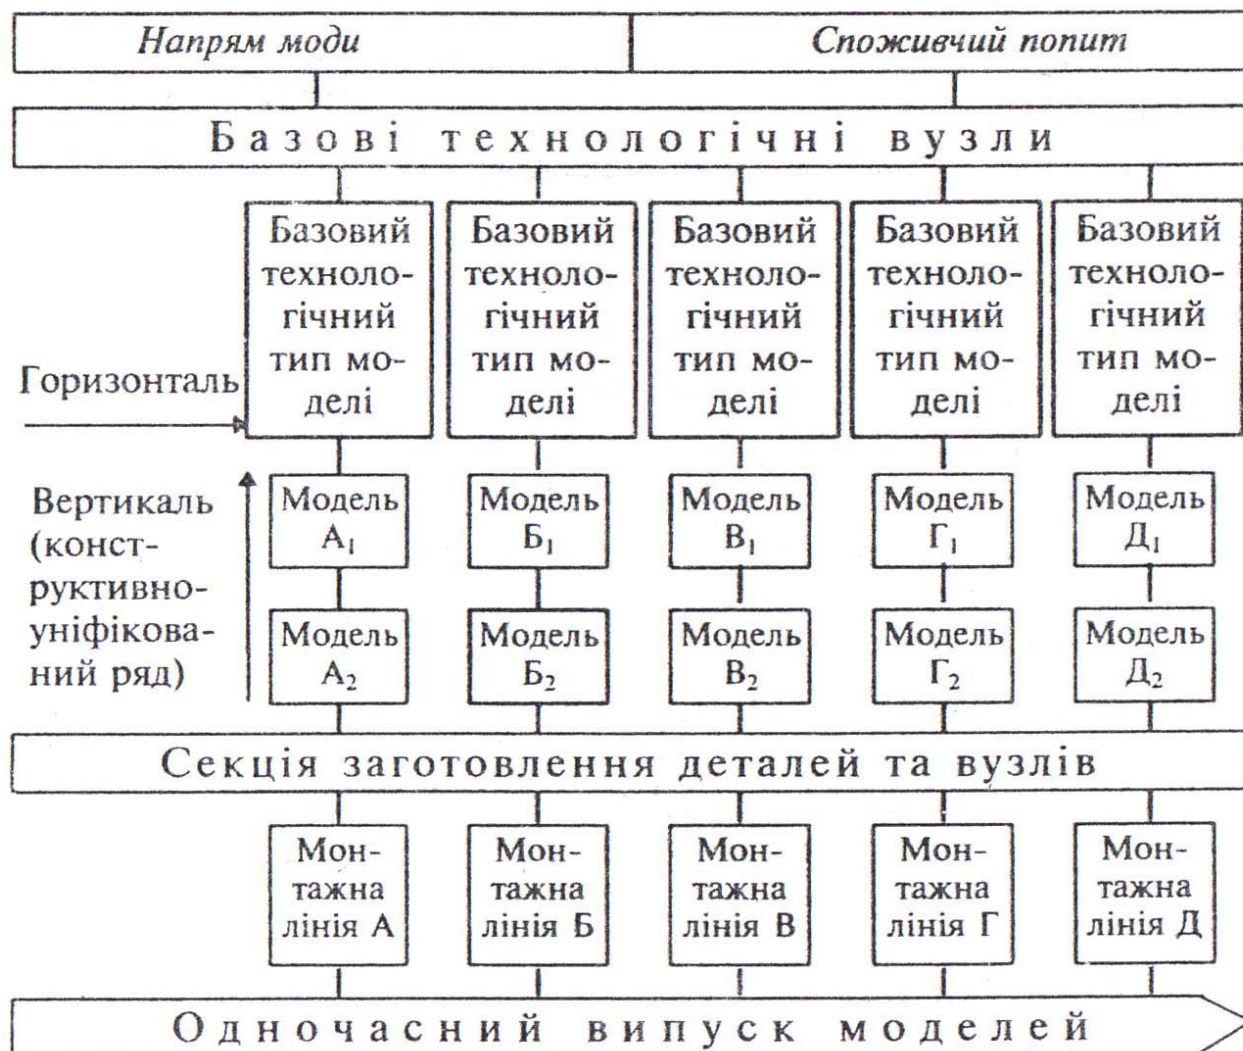 Напрям моди
Споживчий попит
Базові технологічні вузли
Базовий
техноло-
гічний
тип мо-
делі
Базовий
техноло-
гічний
тип мо-
делі
Базовий
техноло-
гічний
тип мо-
делі
Базовий
техноло-
гічний
тип мо-
делі
Базовий
техноло-
гічний
тип мо-
делі
Горизонталь
Вертикаль
(конст-
руктивно-
уніфікова-
ний ряд)
Модель
А₁
Модель
Б₁
Модель
В₁
Модель
Г₁
Модель
Д₁
Модель
А₂
Модель
Б₂
Модель
В₂
Модель
Г₂
Модель
Д₂
Секція заготовлення деталей та вузлів
Мон-
тажна
лінія А
Мон-
тажна
лінія Б
Мон-
тажна
лінія В
Мон-
тажна
лінія Г
Мон-
тажна
лінія Д
Одночасний випуск моделей